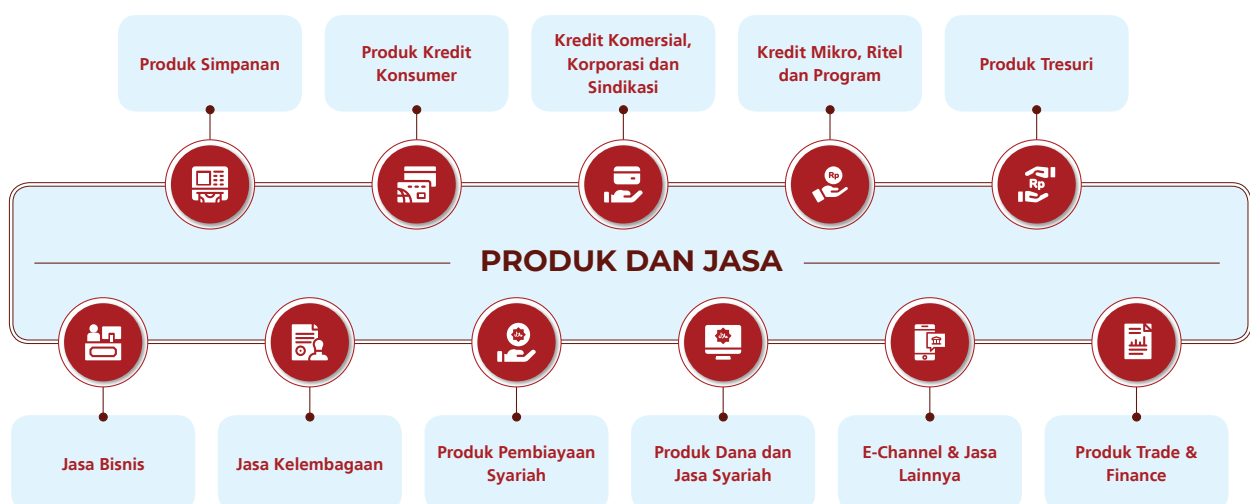 Produk Simpanan
Produk Kredit
Konsumer
Kredit Komersial,
Korporasi dan
Sindikasi
Kredit Mikro, Ritel
dan Program
Produk Tresuri
Rp
Rp
PRODUK DAN JASA
Jasa Bisnis
Jasa Kelembagaan
Produk Pembiayaan
Syariah
Produk Dana dan
Jasa Syariah
E-Channel & Jasa
Lainnya
Produk Trade &
Finance